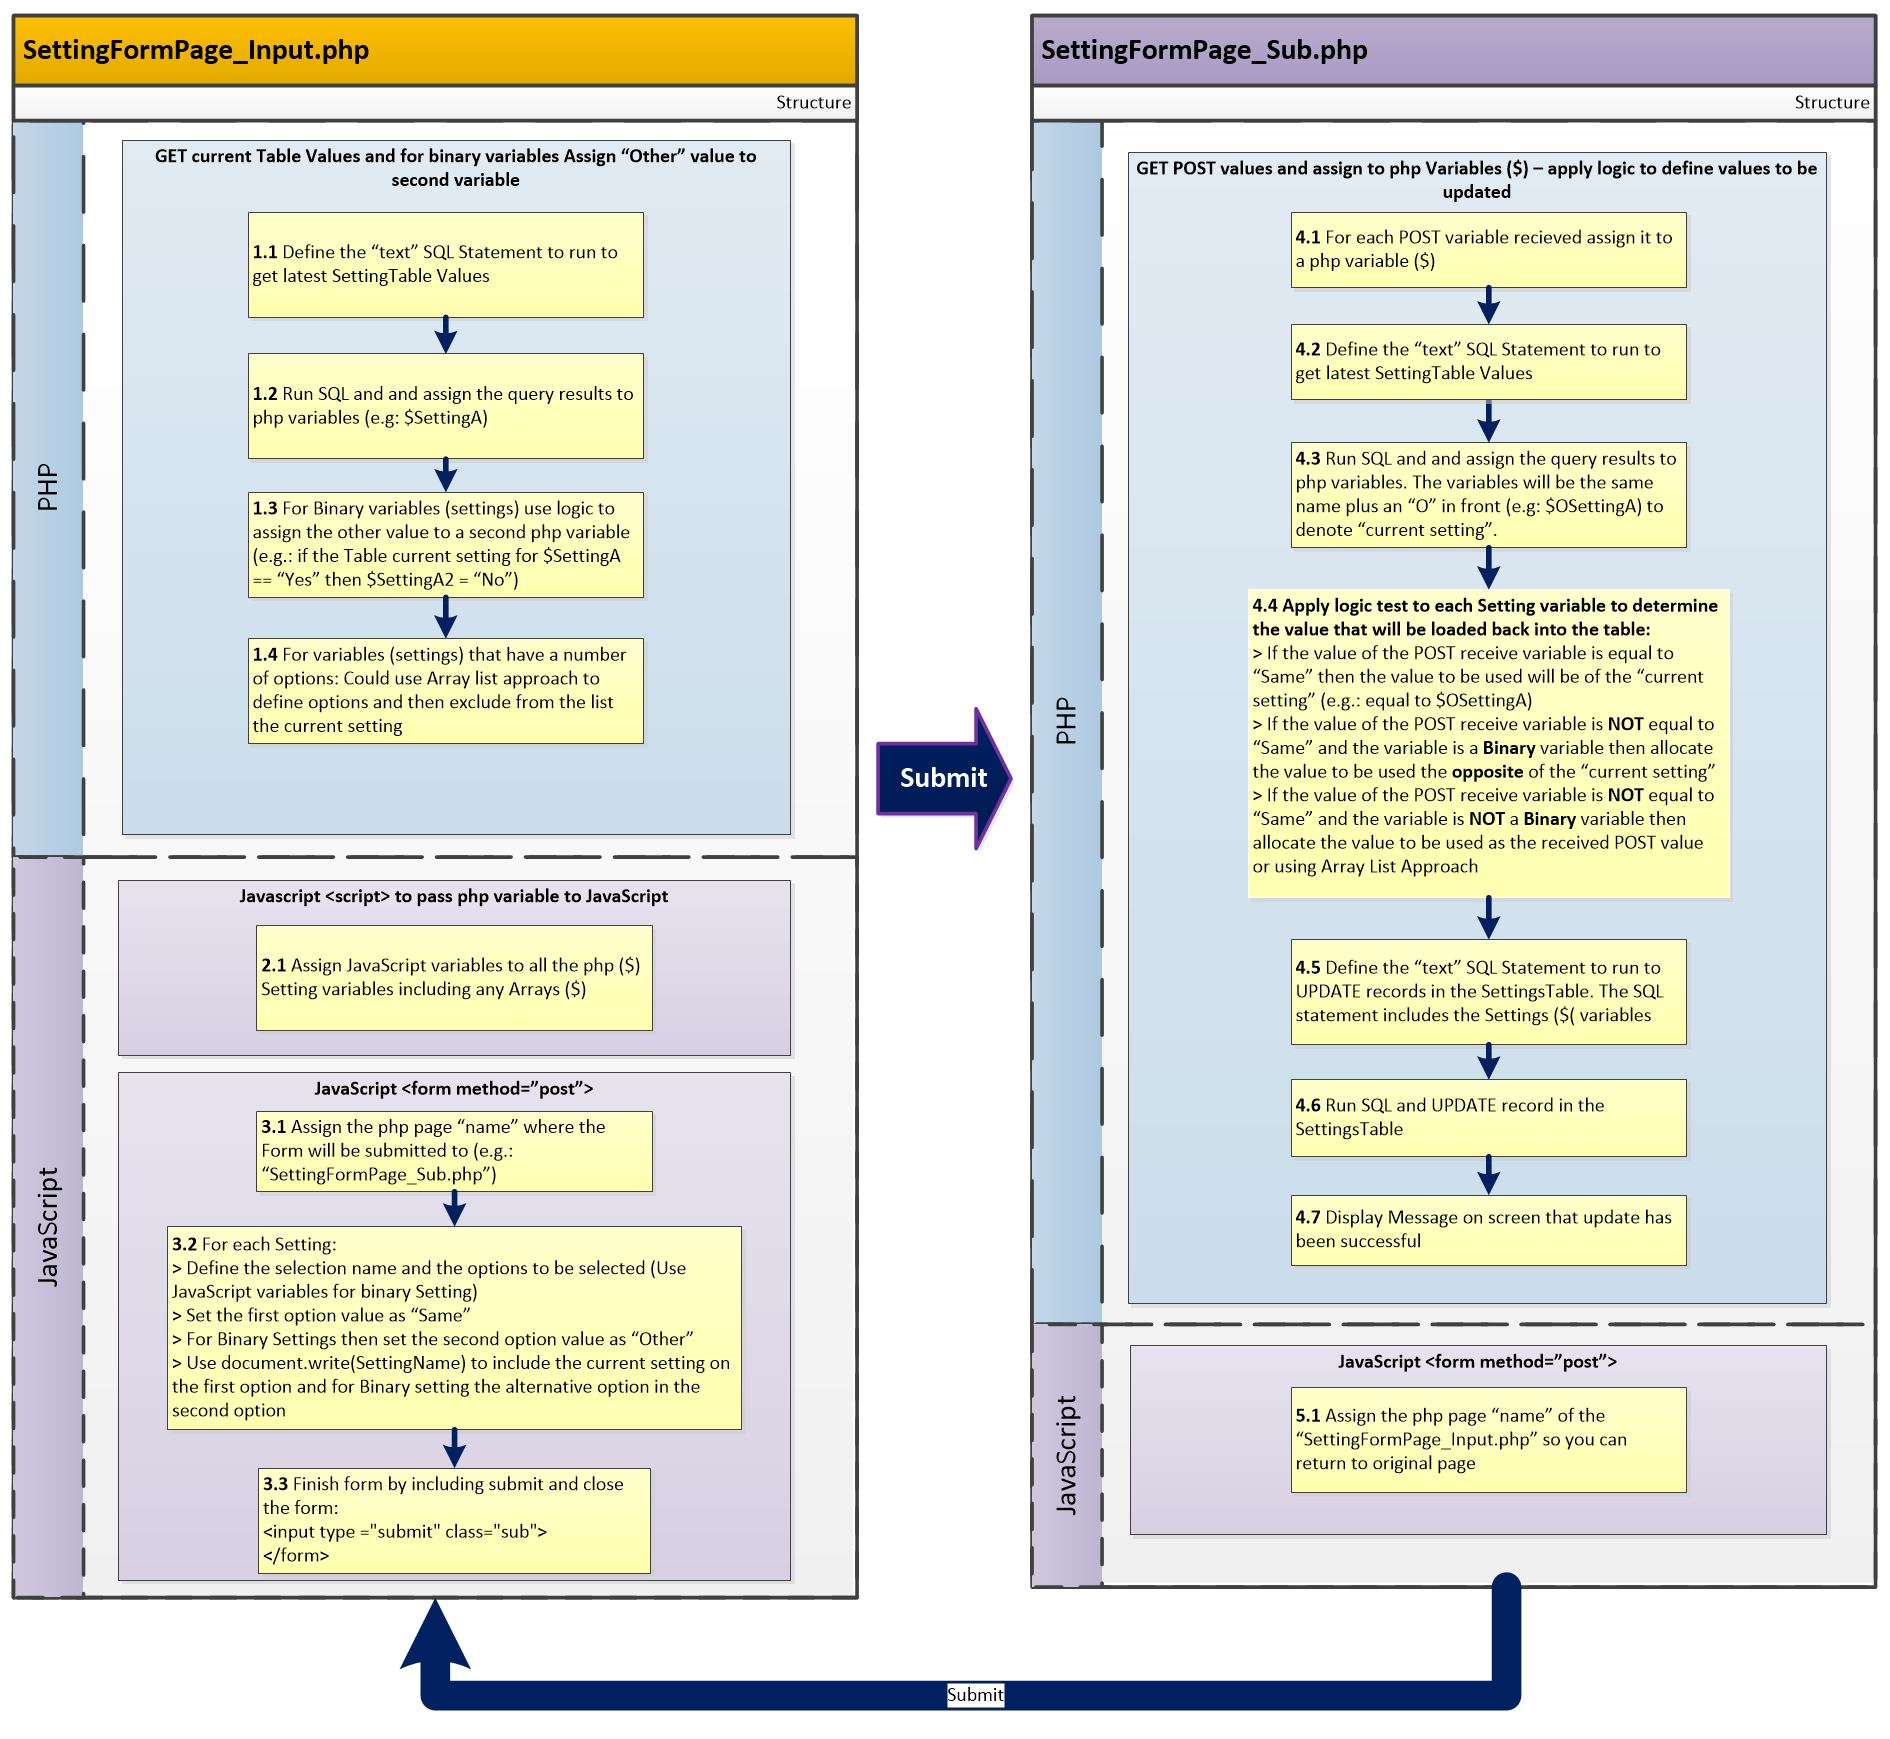 SettingFormPage_Input.php
Structure
PHP
GET current Table Values and for binary variables Assign “Other” value to
second variable
1.1 Define the “text” SQL Statement to run to
get latest SettingTable Values
1.2 Run SQL and and assign the query results to
php variables (e.g: $SettingA)
1.3 For Binary variables (settings) use logic to
assign the other value to a second php variable
(e.g.: if the Table current setting for $SettingA
== “Yes” then $SettingA2 = “No”)
1.4 For variables (settings) that have a number
of options: Could use Array list approach to
define options and then exclude from the list
the current setting
JavaScript
Javascript <script> to pass php variable to JavaScript
2.1 Assign JavaScript variables to all the php ($)
Setting variables including any Arrays ($)
JavaScript <form method=”post”>
3.1 Assign the php page “name” where the
Form will be submitted to (e.g.:
“SettingFormPage_Sub.php”)
3.2 For each Setting:
> Define the selection name and the options to be selected (Use
JavaScript variables for binary Setting)
> Set the first option value as “Same”
> For Binary Settings then set the second option value as “Other”
> Use document.write(SettingName) to include the current setting on
the first option and for Binary setting the alternative option in the
second option
3.3 Finish form by including submit and close
the form:
<input type ="submit" class="sub">
</form>
Submit
SettingFormPage_Sub.php
Structure
PHP
GET POST values and assign to php Variables ($) – apply logic to define values to be
updated
4.1 For each POST variable recieved assign it to
a php variable ($)
4.2 Define the “text” SQL Statement to run to
get latest SettingTable Values
4.3 Run SQL and and assign the query results to
php variables. The variables will be the same
name plus an “O” in front (e.g: $OSettingA) to
denote “current setting”.
4.4 Apply logic test to each Setting variable to determine
the value that will be loaded back into the table:
> If the value of the POST receive variable is equal to
“Same” then the value to be used will be of the “current
setting” (e.g.: equal to $OSettingA)
> If the value of the POST receive variable is NOT equal to
“Same” and the variable is a Binary variable then allocate
the value to be used the opposite of the “current setting”
> If the value of the POST receive variable is NOT equal to
“Same” and the variable is NOT a Binary variable then
allocate the value to be used as the received POST value
or using Array List Approach
4.5 Define the “text” SQL Statement to run to
UPDATE records in the SettingsTable. The SQL
statement includes the Settings ($( variables
4.6 Run SQL and UPDATE record in the
SettingsTable
4.7 Display Message on screen that update has
been successful
JavaScript
JavaScript <form method=”post”>
5.1 Assign the php page “name” of the
“SettingFormPage_Input.php” so you can
return to original page
Submit